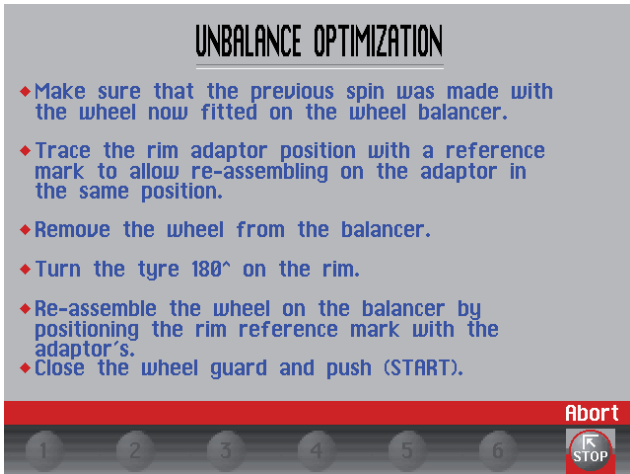 UNBALANCE OPTIMIZATION
Make sure that the previous spin was made with
the wheel now fitted on the wheel balancer.
Trace the rim adaptor position with a reference
mark to allow re-assembling on the adaptor in
the same position.
Remove the wheel from the balancer.
Turn the tyre 180^ on the rim.
Re-assemble the wheel on the balancer by
positioning the rim reference mark with the
adaptor's.
Close the wheel guard and push (START).
Abort
1 2 3 4 5 6 STOP